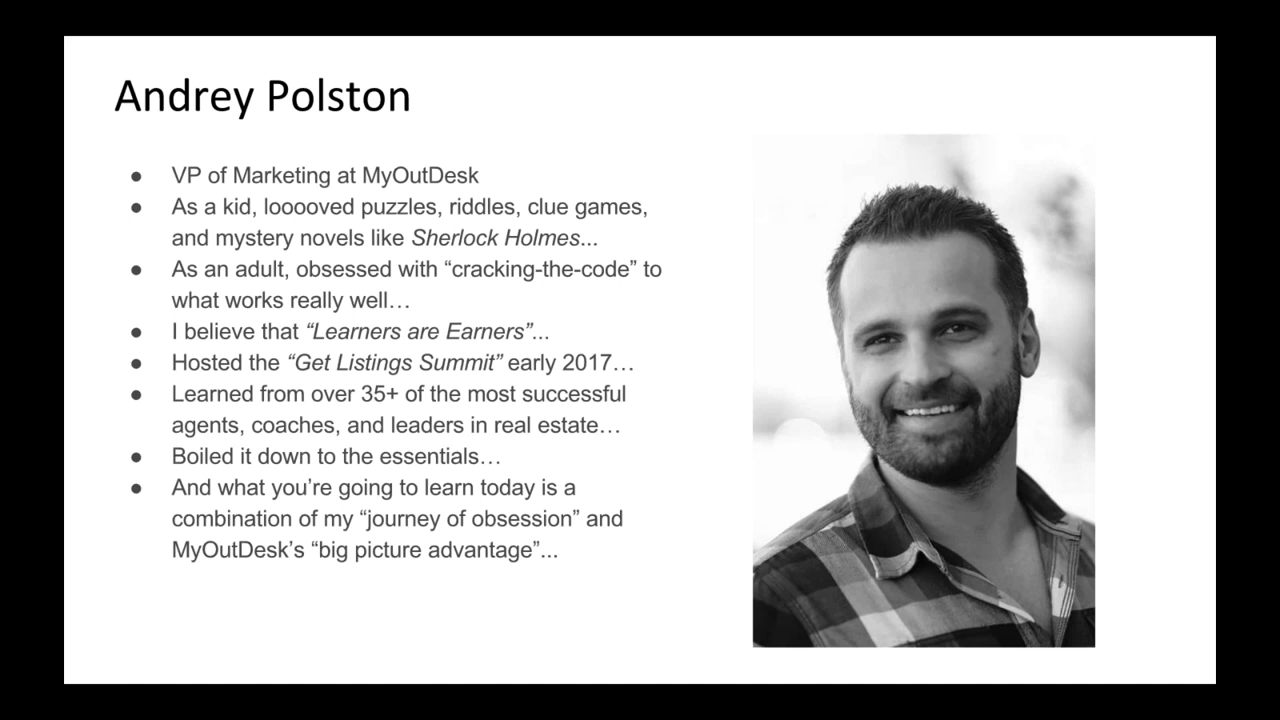 Andrey Polston
● VP of Marketing at MyOutDesk
● As a kid, looooved puzzles, riddles, clue games,
and mystery novels like Sherlock Holmes...
● As an adult, obsessed with “cracking-the-code” to
what works really well…
● I believe that “Learners are Earners”...
● Hosted the “Get Listings Summit” early 2017…
● Learned from over 35+ of the most successful
agents, coaches, and leaders in real estate…
● Boiled it down to the essentials…
● And what you’re going to learn today is a
combination of my “journey of obsession” and
MyOutDesk’s “big picture advantage”...